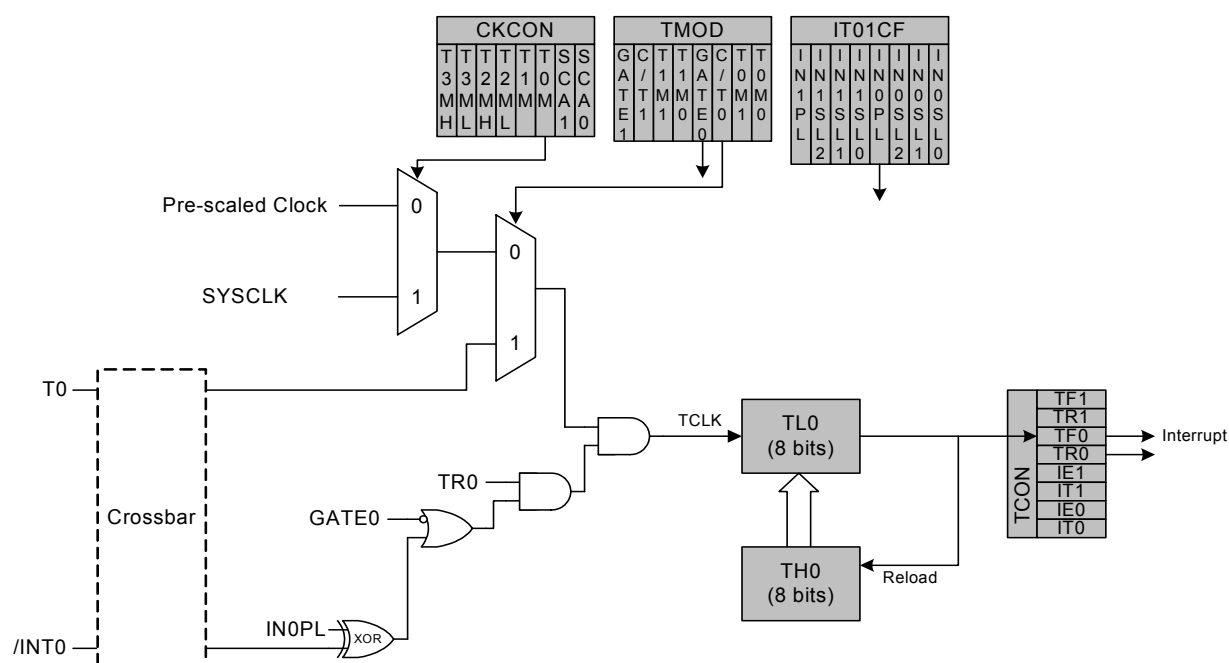 CKCON
T3MH T3ML T2MH T2ML T1M T0M SCA1 SCA0
TMOD
GATE1 C/T1 T1M1 T1M0 GATE0 C/T0 T0M1 T0M0
IT01CF
IN1PL IN1SL2 IN1SL1 IN1SL0 IN0PL IN0SL2 IN0SL1 IN0SL0
Pre-scaled Clock
0
SYSCLK
1
0
1
T0
Crossbar
/INT0
TR0
GATE0
IN0PL
XOR
TCLK
TL0
(8 bits)
TH0
(8 bits)
Reload
TCON
TF1
TR1
TF0
TR0
IE1
IT1
IE0
IT0
Interrupt